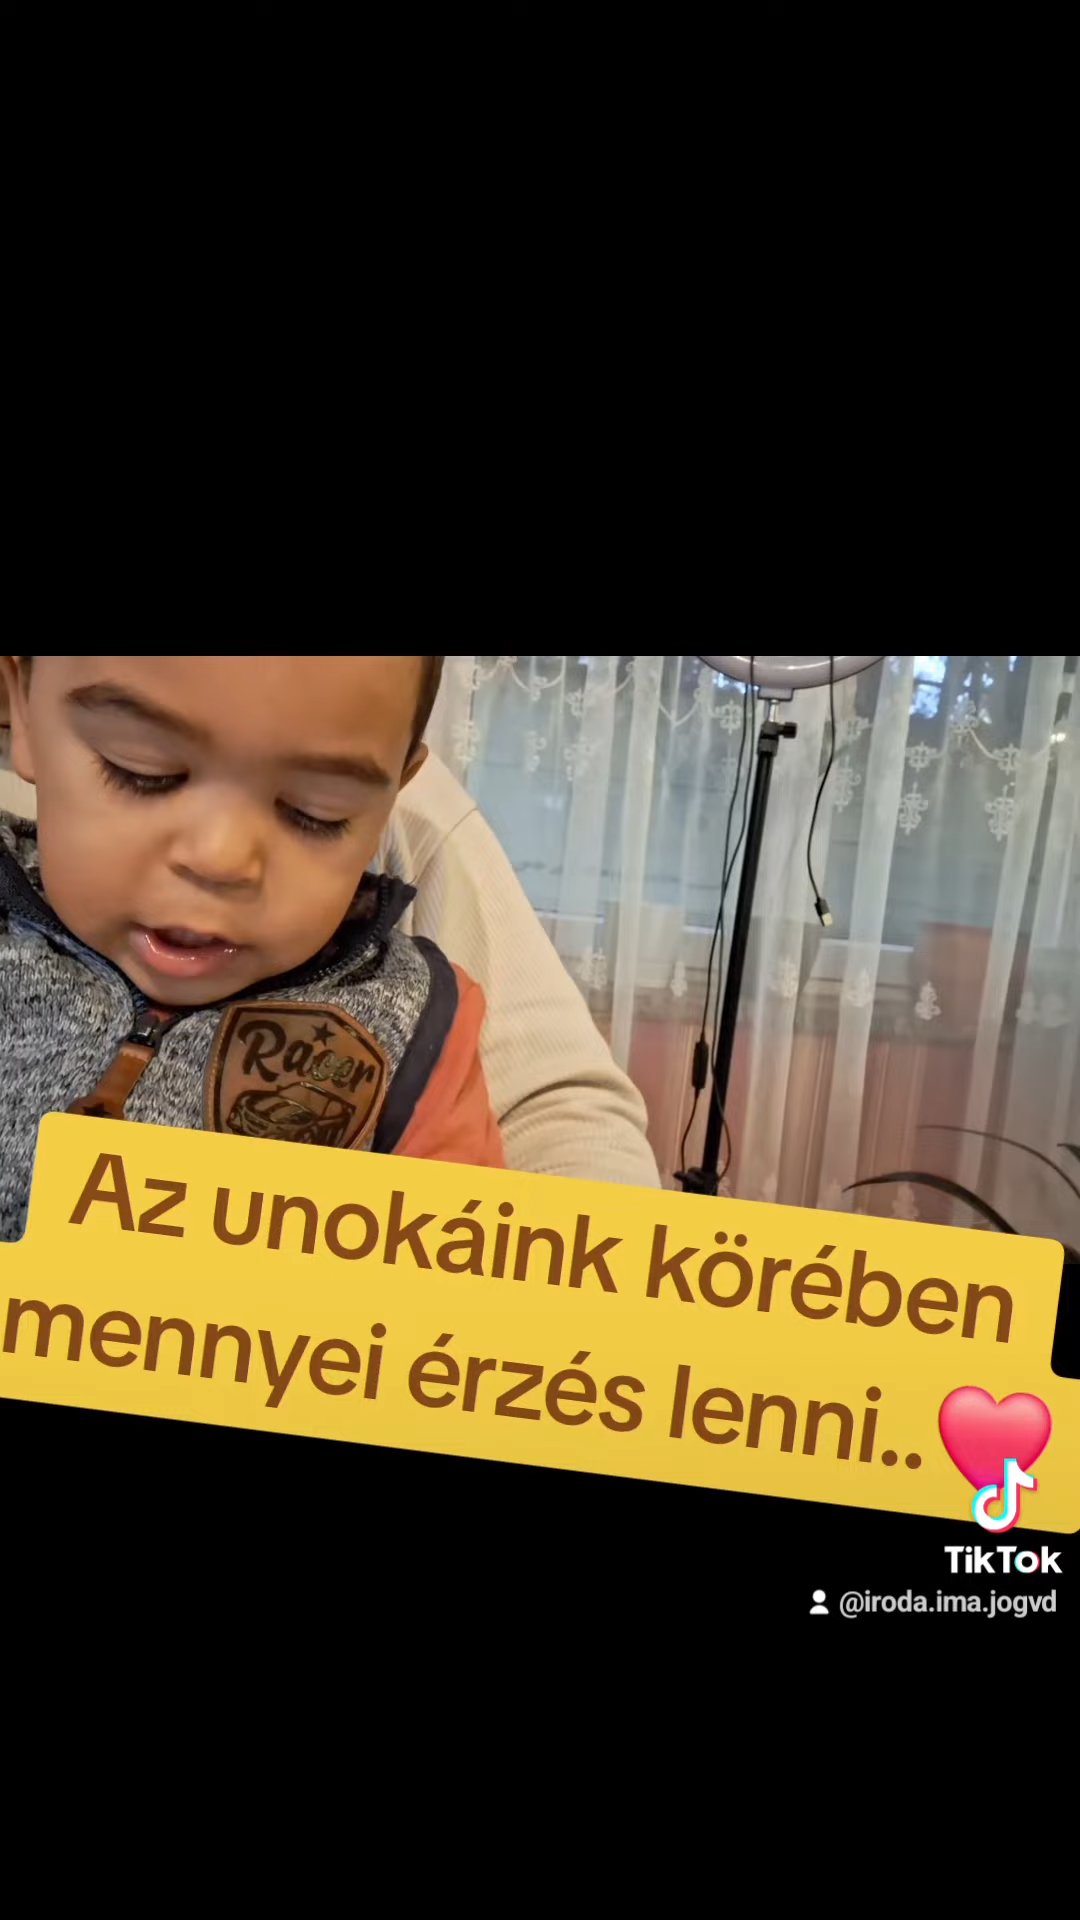 Racer
Az unokáink körében
mennyei érzés lenni..
TikTok
@iroda.ima.jogvd